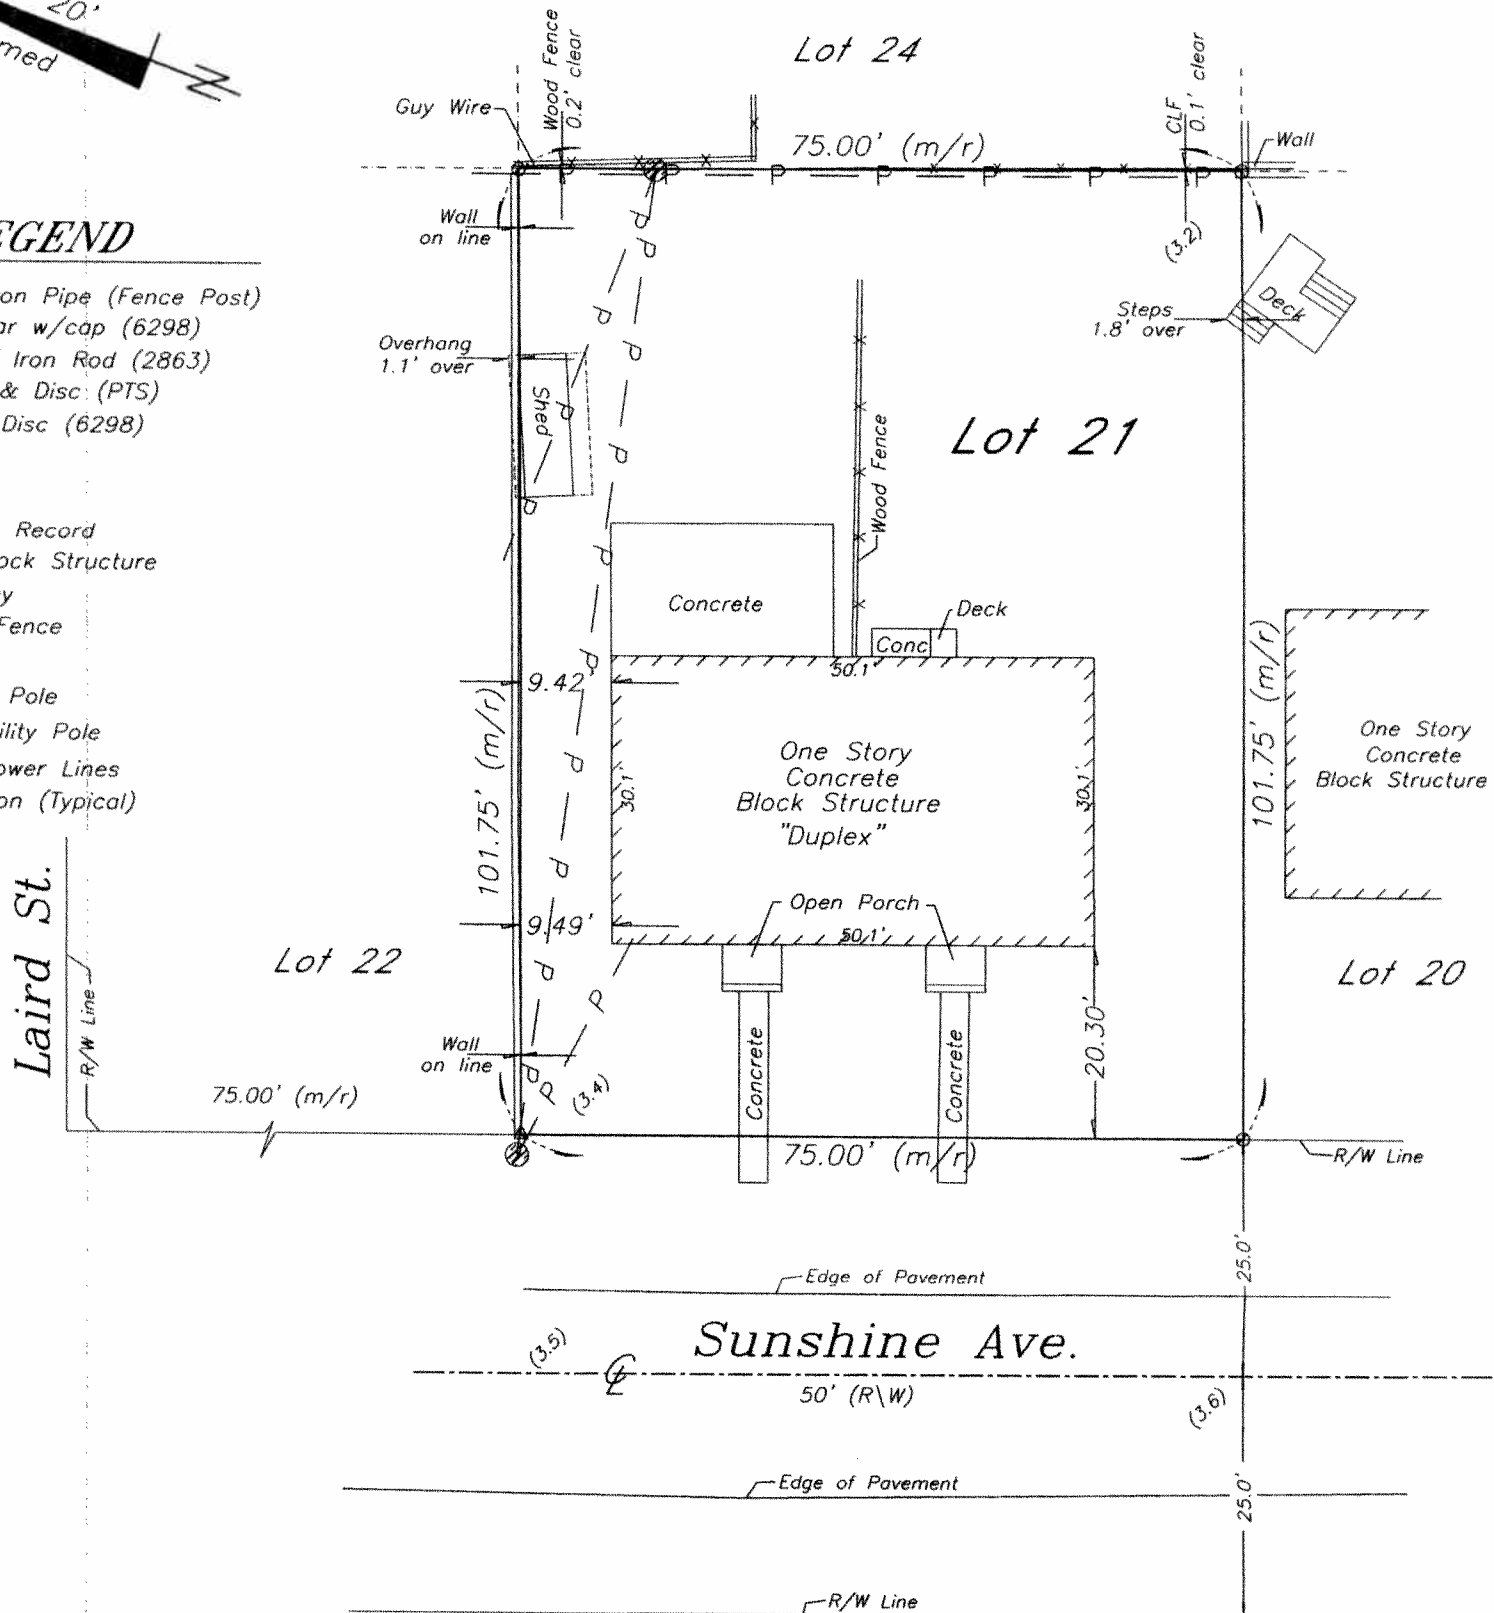 20'
N
Lot 24
Wood Fence
0.2' clear
Guy Wire
75.00' (m/r)
CLF
0.1' clear
Wall
Wall
on line
(3.2)
Steps
1.8' over
Deck
Overhang
1.1' over
Shed
Lot 21
Wood Fence
LEGEND
on Pipe (Fence Post)
ar w/cap (6298)
Iron Rod (2863)
& Disc (PTS)
Disc (6298)
Record
ock Structure
y
Fence
Pole
ility Pole
ower Lines
on (Typical)
Concrete
Conc
Deck
50.1'
9.42'
101.75' (m/r)
30.1'
One Story
Concrete
Block Structure
"Duplex"
30.1'
101.75' (m/r)
One Story
Concrete
Block Structure
Open Porch
9.49'
50.1'
Lot 22
Lot 20
Laird St.
R/W Line
Wall
on line
(3.4)
Concrete
Concrete
20.30'
75.00' (m/r)
75.00' (m/r)
R/W Line
25.0'
Edge of Pavement
Sunshine Ave.
(3.5)
50' (R\W)
(3.6)
Edge of Pavement
25.0'
R/W Line
P P P P P P
P P P P P P P P P P P P P P P P P